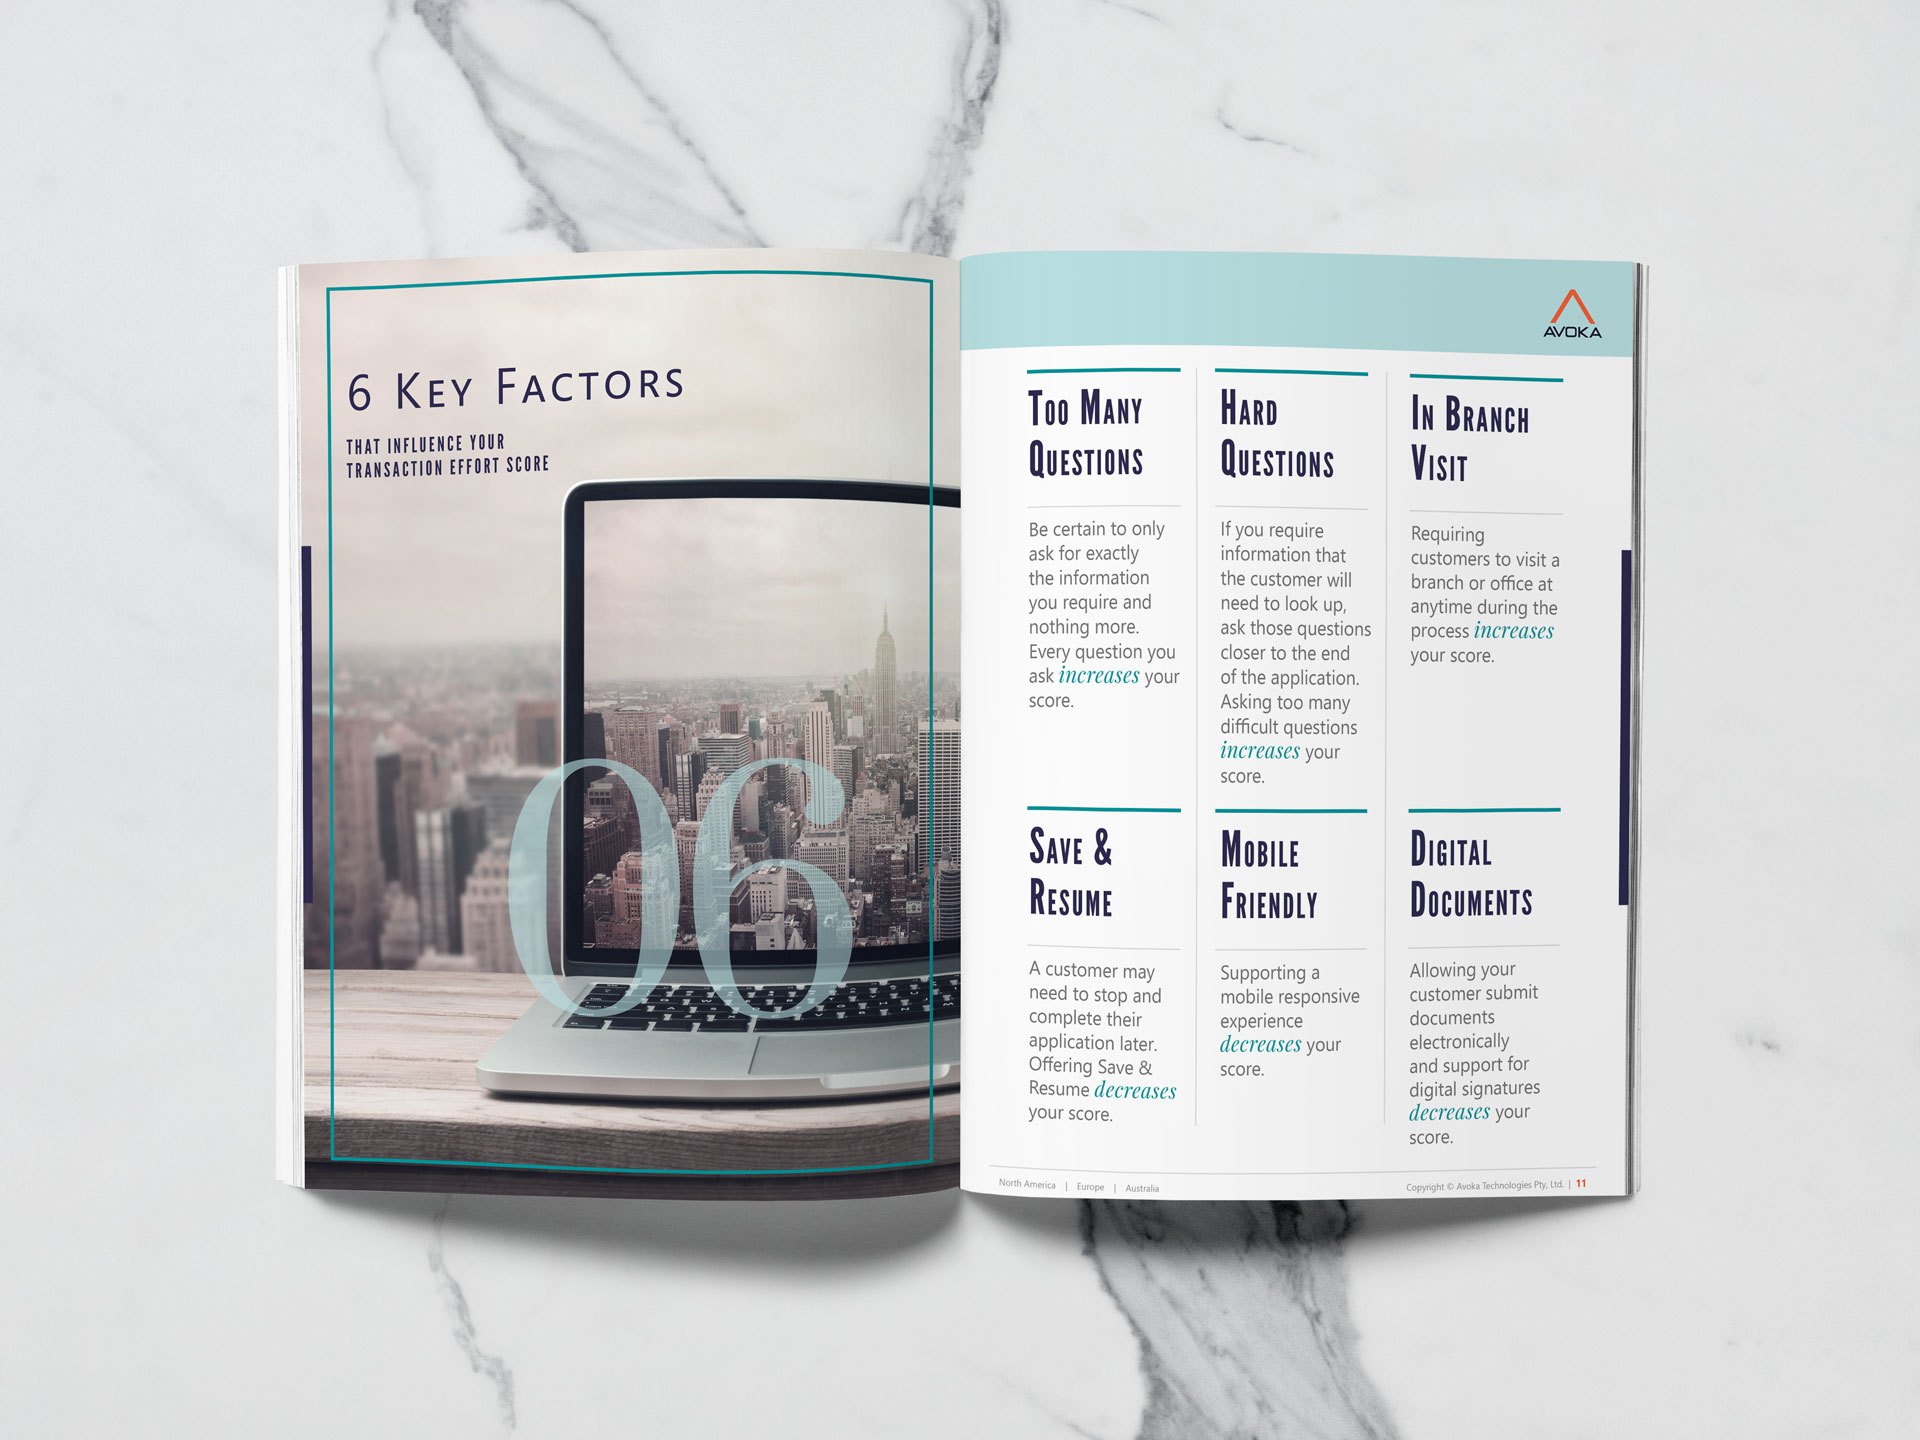 6 KEY FACTORS
THAT INFLUENCE YOUR
TRANSACTION EFFORT SCORE
06
AVOKA
TOO MANY
QUESTIONS
Be certain to only
ask for exactly
the information
you require and
nothing more.
Every question you
ask increases your
score.
HARD
QUESTIONS
If you require
information that
the customer will
need to look up,
ask those questions
closer to the end
of the application.
Asking too many
difficult questions
increases your
score.
IN BRANCH
VISIT
Requiring
customers to visit a
branch or office at
anytime during the
process increases
your score.
SAVE &
RESUME
A customer may
need to stop and
complete their
application later.
Offering Save &
Resume decreases
your score.
MOBILE
FRIENDLY
Supporting a
mobile responsive
experience
decreases your
score.
DIGITAL
DOCUMENTS
Allowing your
customer submit
documents
electronically
and support for
digital signatures
decreases your
score.
North America | Europe | Australia
Copyright © Avoka Technologies Pty, Ltd. | 11